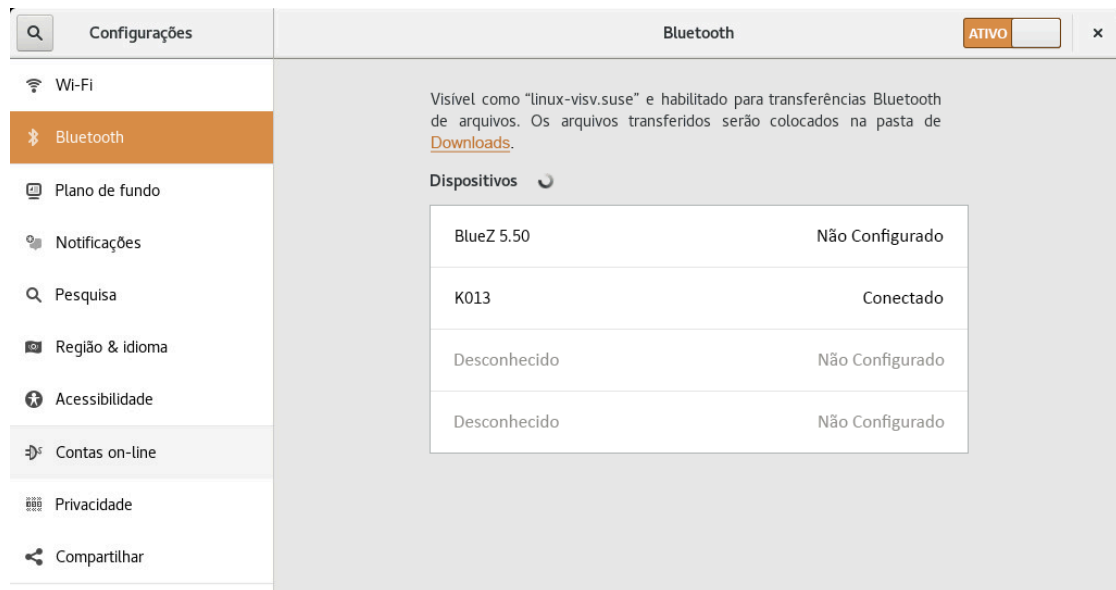 Configurações
Bluetooth
ATIVO
Wi-Fi
Bluetooth
Plano de fundo
Notificações
Pesquisa
Região & idioma
Acessibilidade
Contas on-line
Privacidade
Compartilhar
Visível como “linux-visv.suse” e habilitado para transferências Bluetooth
de arquivos. Os arquivos transferidos serão colocados na pasta de
Downloads.
Dispositivos
BlueZ 5.50 Não Configurado
K013 Conectado
Desconhecido Não Configurado
Desconhecido Não Configurado